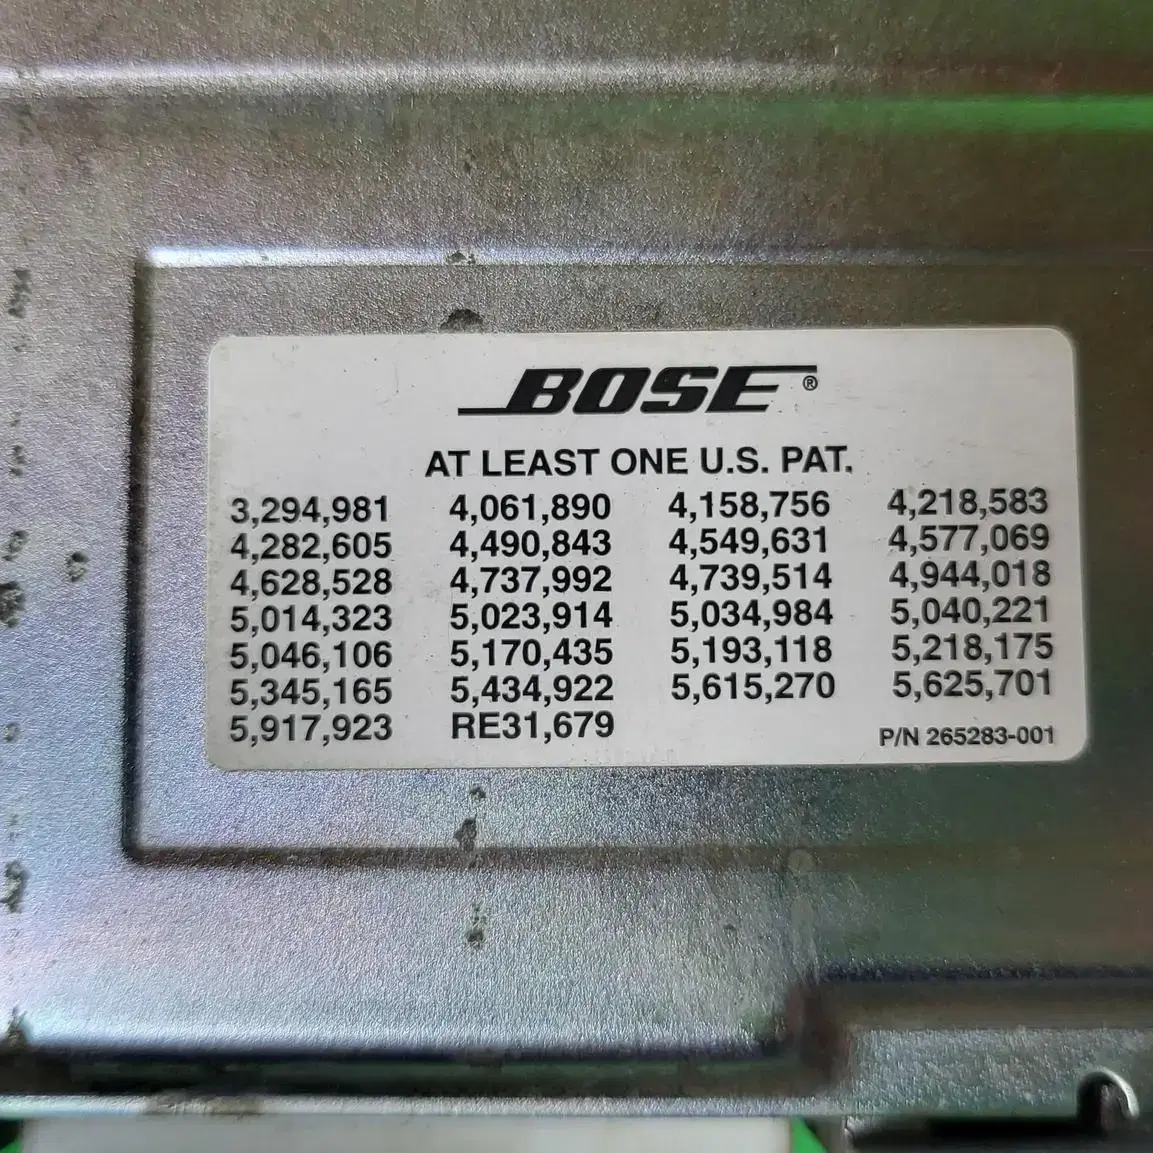 BOSE®
AT LEAST ONE U.S. PAT.
3,294,981 4,061,890 4,158,756 4,218,583
4,282,605 4,490,843 4,549,631 4,577,069
4,628,528 4,737,992 4,739,514 4,944,018
5,014,323 5,023,914 5,034,984 5,040,221
5,046,106 5,170,435 5,193,118 5,218,175
5,345,165 5,434,922 5,615,270 5,625,701
5,917,923 RE31,679 P/N 265283-001